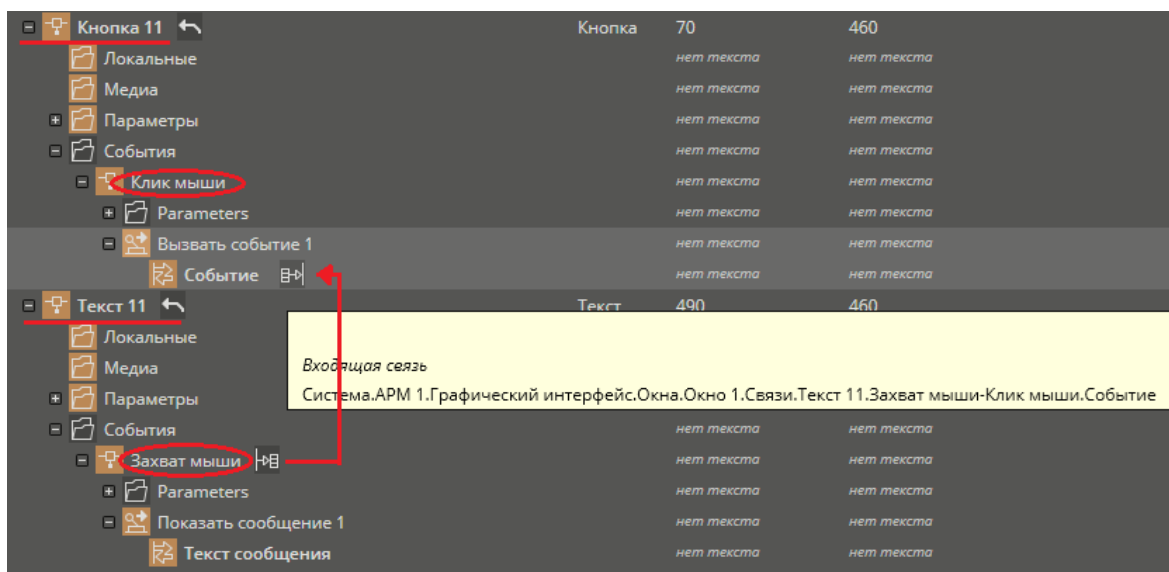 Кнопка 11 Кнопка 70 460
Локальные нет текста нет текста
Медиа нет текста нет текста
Параметры нет текста нет текста
События нет текста нет текста
Клик мыши нет текста нет текста
Parameters нет текста нет текста
Вызвать событие 1 нет текста нет текста
Событие нет текста нет текста
Текст 11 Текст 490 460
Локальные
Медиа Входящая связь
Параметры Система.АРМ 1.Графический интерфейс.Окна.Окно 1.Связи.Текст 11.Захват мыши-Клик мыши.Событие
События нет текста нет текста
Захват мыши нет текста нет текста
Parameters нет текста нет текста
Показать сообщение 1 нет текста нет текста
Текст сообщения нет текста нет текста